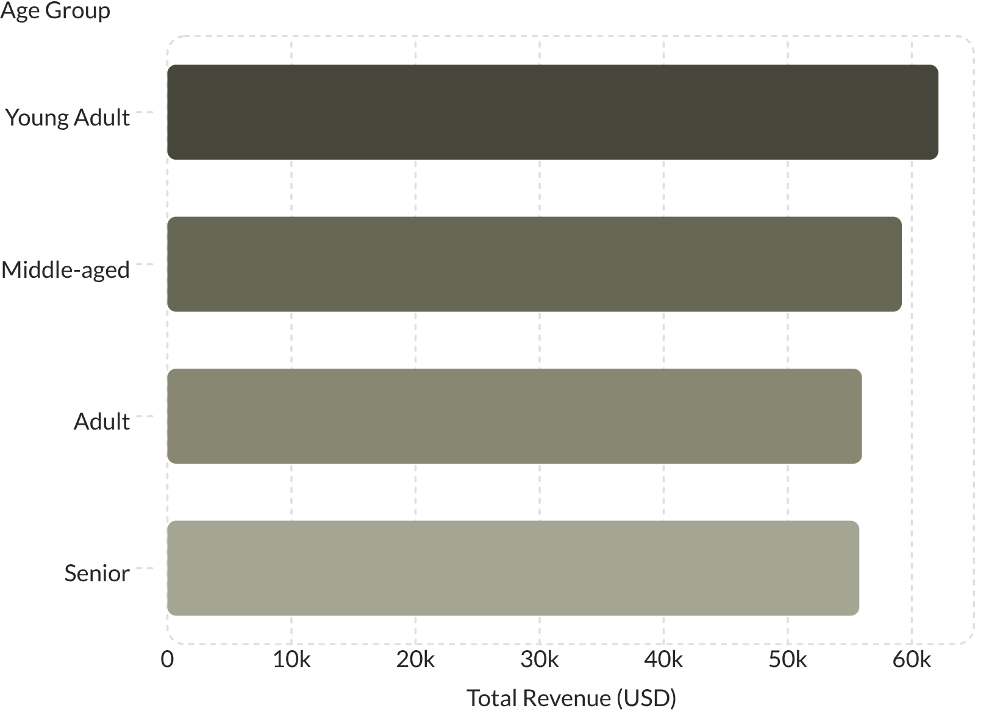 Age Group
Young Adult
Middle-aged
Adult
Senior
0 10k 20k 30k 40k 50k 60k
Total Revenue (USD)